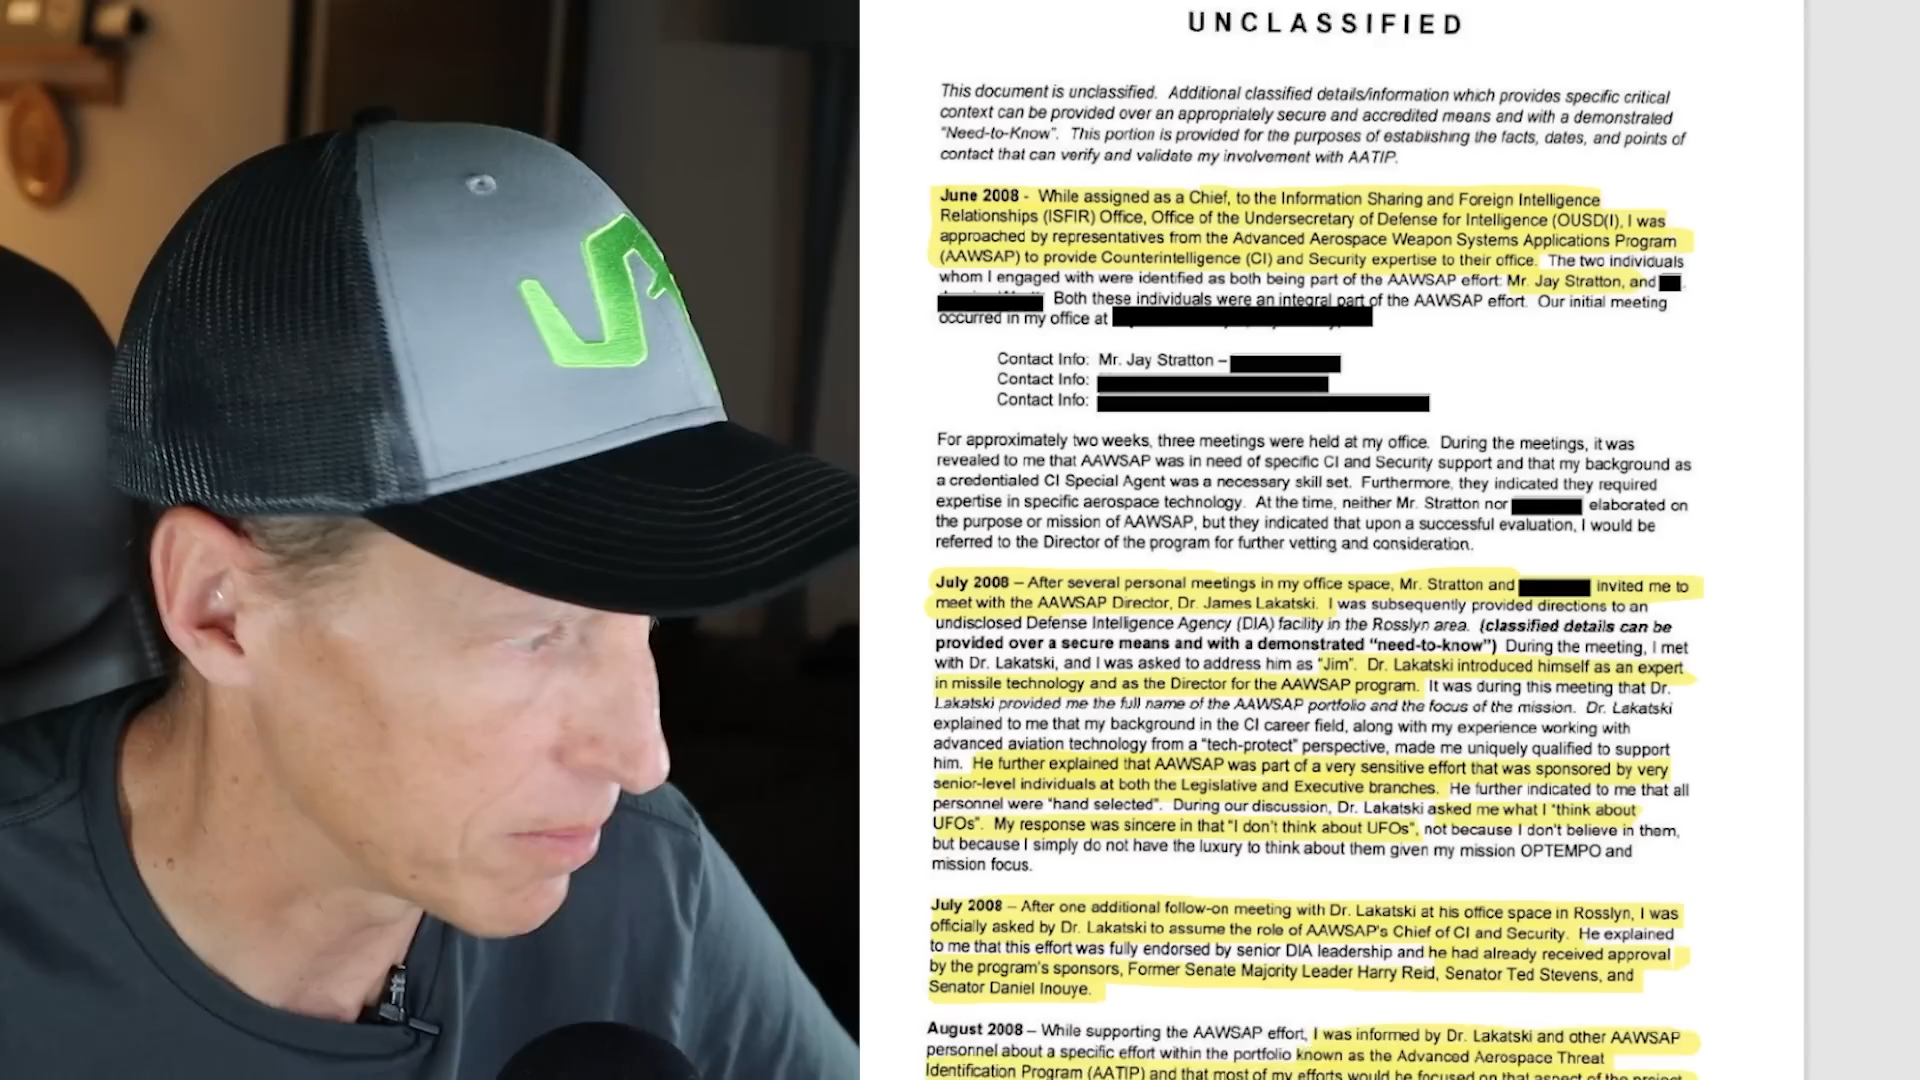 UNCLASSIFIED
This document is unclassified. Additional classified details/information which provides specific critical
context can be provided over an appropriately secure and accredited means and with a demonstrated
"Need-to-Know". This portion is provided for the purposes of establishing the facts, dates, and points of
contact that can verify and validate my involvement with AATIP.
June 2008 - While assigned as a Chief, to the Information Sharing and Foreign Intelligence
Relationships (ISFIR) Office, Office of the Undersecretary of Defense for Intelligence (OUSD(I), I was
approached by representatives from the Advanced Aerospace Weapon Systems Applications Program
(AAWSAP) to provide Counterintelligence (CI) and Security expertise to their office. The two individuals
whom I engaged with were identified as both being part of the AAWSAP effort: Mr. Jay Stratton, and
Both these individuals were an integral part of the AAWSAP effort. Our initial meeting
occurred in my office at
Contact Info: Mr. Jay Stratton –
Contact Info:
Contact Info:
For approximately two weeks, three meetings were held at my office. During the meetings, it was
revealed to me that AAWSAP was in need of specific CI and Security support and that my background as
a credentialed CI Special Agent was a necessary skill set. Furthermore, they indicated they required
expertise in specific aerospace technology. At the time, neither Mr. Stratton nor elaborated on
the purpose or mission of AAWSAP, but they indicated that upon a successful evaluation, I would be
referred to the Director of the program for further vetting and consideration.
July 2008 – After several personal meetings in my office space, Mr. Stratton and invited me to
meet with the AAWSAP Director, Dr. James Lakatski. I was subsequently provided directions to an
undisclosed Defense Intelligence Agency (DIA) facility in the Rosslyn area. (classified details can be
provided over a secure means and with a demonstrated "need-to-know") During the meeting, I met
with Dr. Lakatski, and I was asked to address him as "Jim". Dr. Lakatski introduced himself as an expert
in missile technology and as the Director for the AAWSAP program. It was during this meeting that Dr.
Lakatski provided me the full name of the AAWSAP portfolio and the focus of the mission. Dr. Lakatski
explained to me that my background in the CI career field, along with my experience working with
advanced aviation technology from a "tech-protect" perspective, made me uniquely qualified to support
him. He further explained that AAWSAP was part of a very sensitive effort that was sponsored by very
senior-level individuals at both the Legislative and Executive branches. He further indicated to me that all
personnel were "hand selected". During our discussion, Dr. Lakatski asked me what I "think about
UFOs". My response was sincere in that "I don't think about UFOs", not because I don't believe in them,
but because I simply do not have the luxury to think about them given my mission OPTEMPO and
mission focus.
July 2008 – After one additional follow-on meeting with Dr. Lakatski at his office space in Rosslyn, I was
officially asked by Dr. Lakatski to assume the role of AAWSAP's Chief of CI and Security. He explained
to me that this effort was fully endorsed by senior DIA leadership and he had already received approval
by the program's sponsors, Former Senate Majority Leader Harry Reid, Senator Ted Stevens, and
Senator Daniel Inouye.
August 2008 – While supporting the AAWSAP effort, I was informed by Dr. Lakatski and other AAWSAP
personnel about a specific effort within the portfolio known as the Advanced Aerospace Threat
Identification Program (AATIP) and that most of my efforts would be focused on that aspect of the project